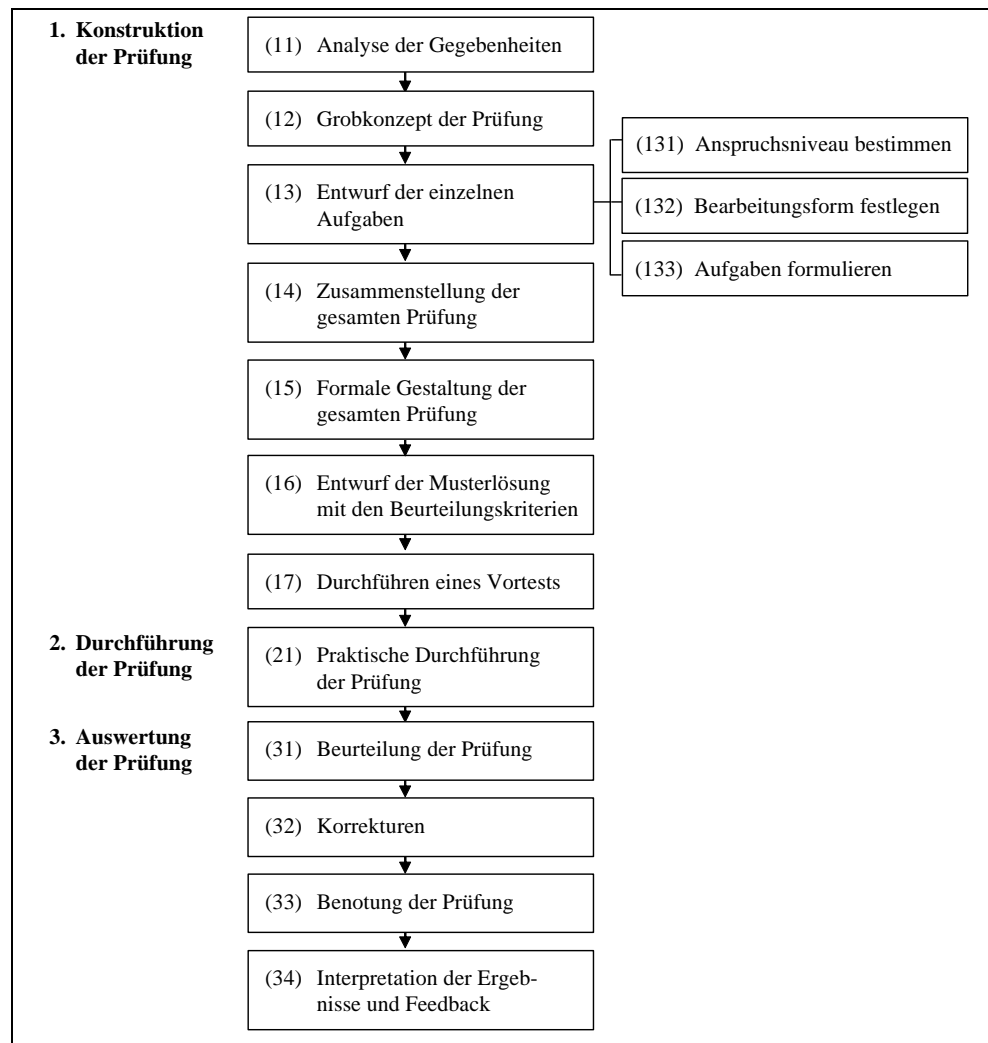 1. Konstruktion
der Prüfung
(11) Analyse der Gegebenheiten
(12) Grobkonzept der Prüfung
(13) Entwurf der einzelnen
Aufgaben
(131) Anspruchsniveau bestimmen
(132) Bearbeitungsform festlegen
(133) Aufgaben formulieren
(14) Zusammenstellung der
gesamten Prüfung
(15) Formale Gestaltung der
gesamten Prüfung
(16) Entwurf der Musterlösung
mit den Beurteilungskriterien
(17) Durchführen eines Vortests
2. Durchführung
der Prüfung
(21) Praktische Durchführung
der Prüfung
3. Auswertung
der Prüfung
(31) Beurteilung der Prüfung
(32) Korrekturen
(33) Benotung der Prüfung
(34) Interpretation der Ergeb-
nisse und Feedback